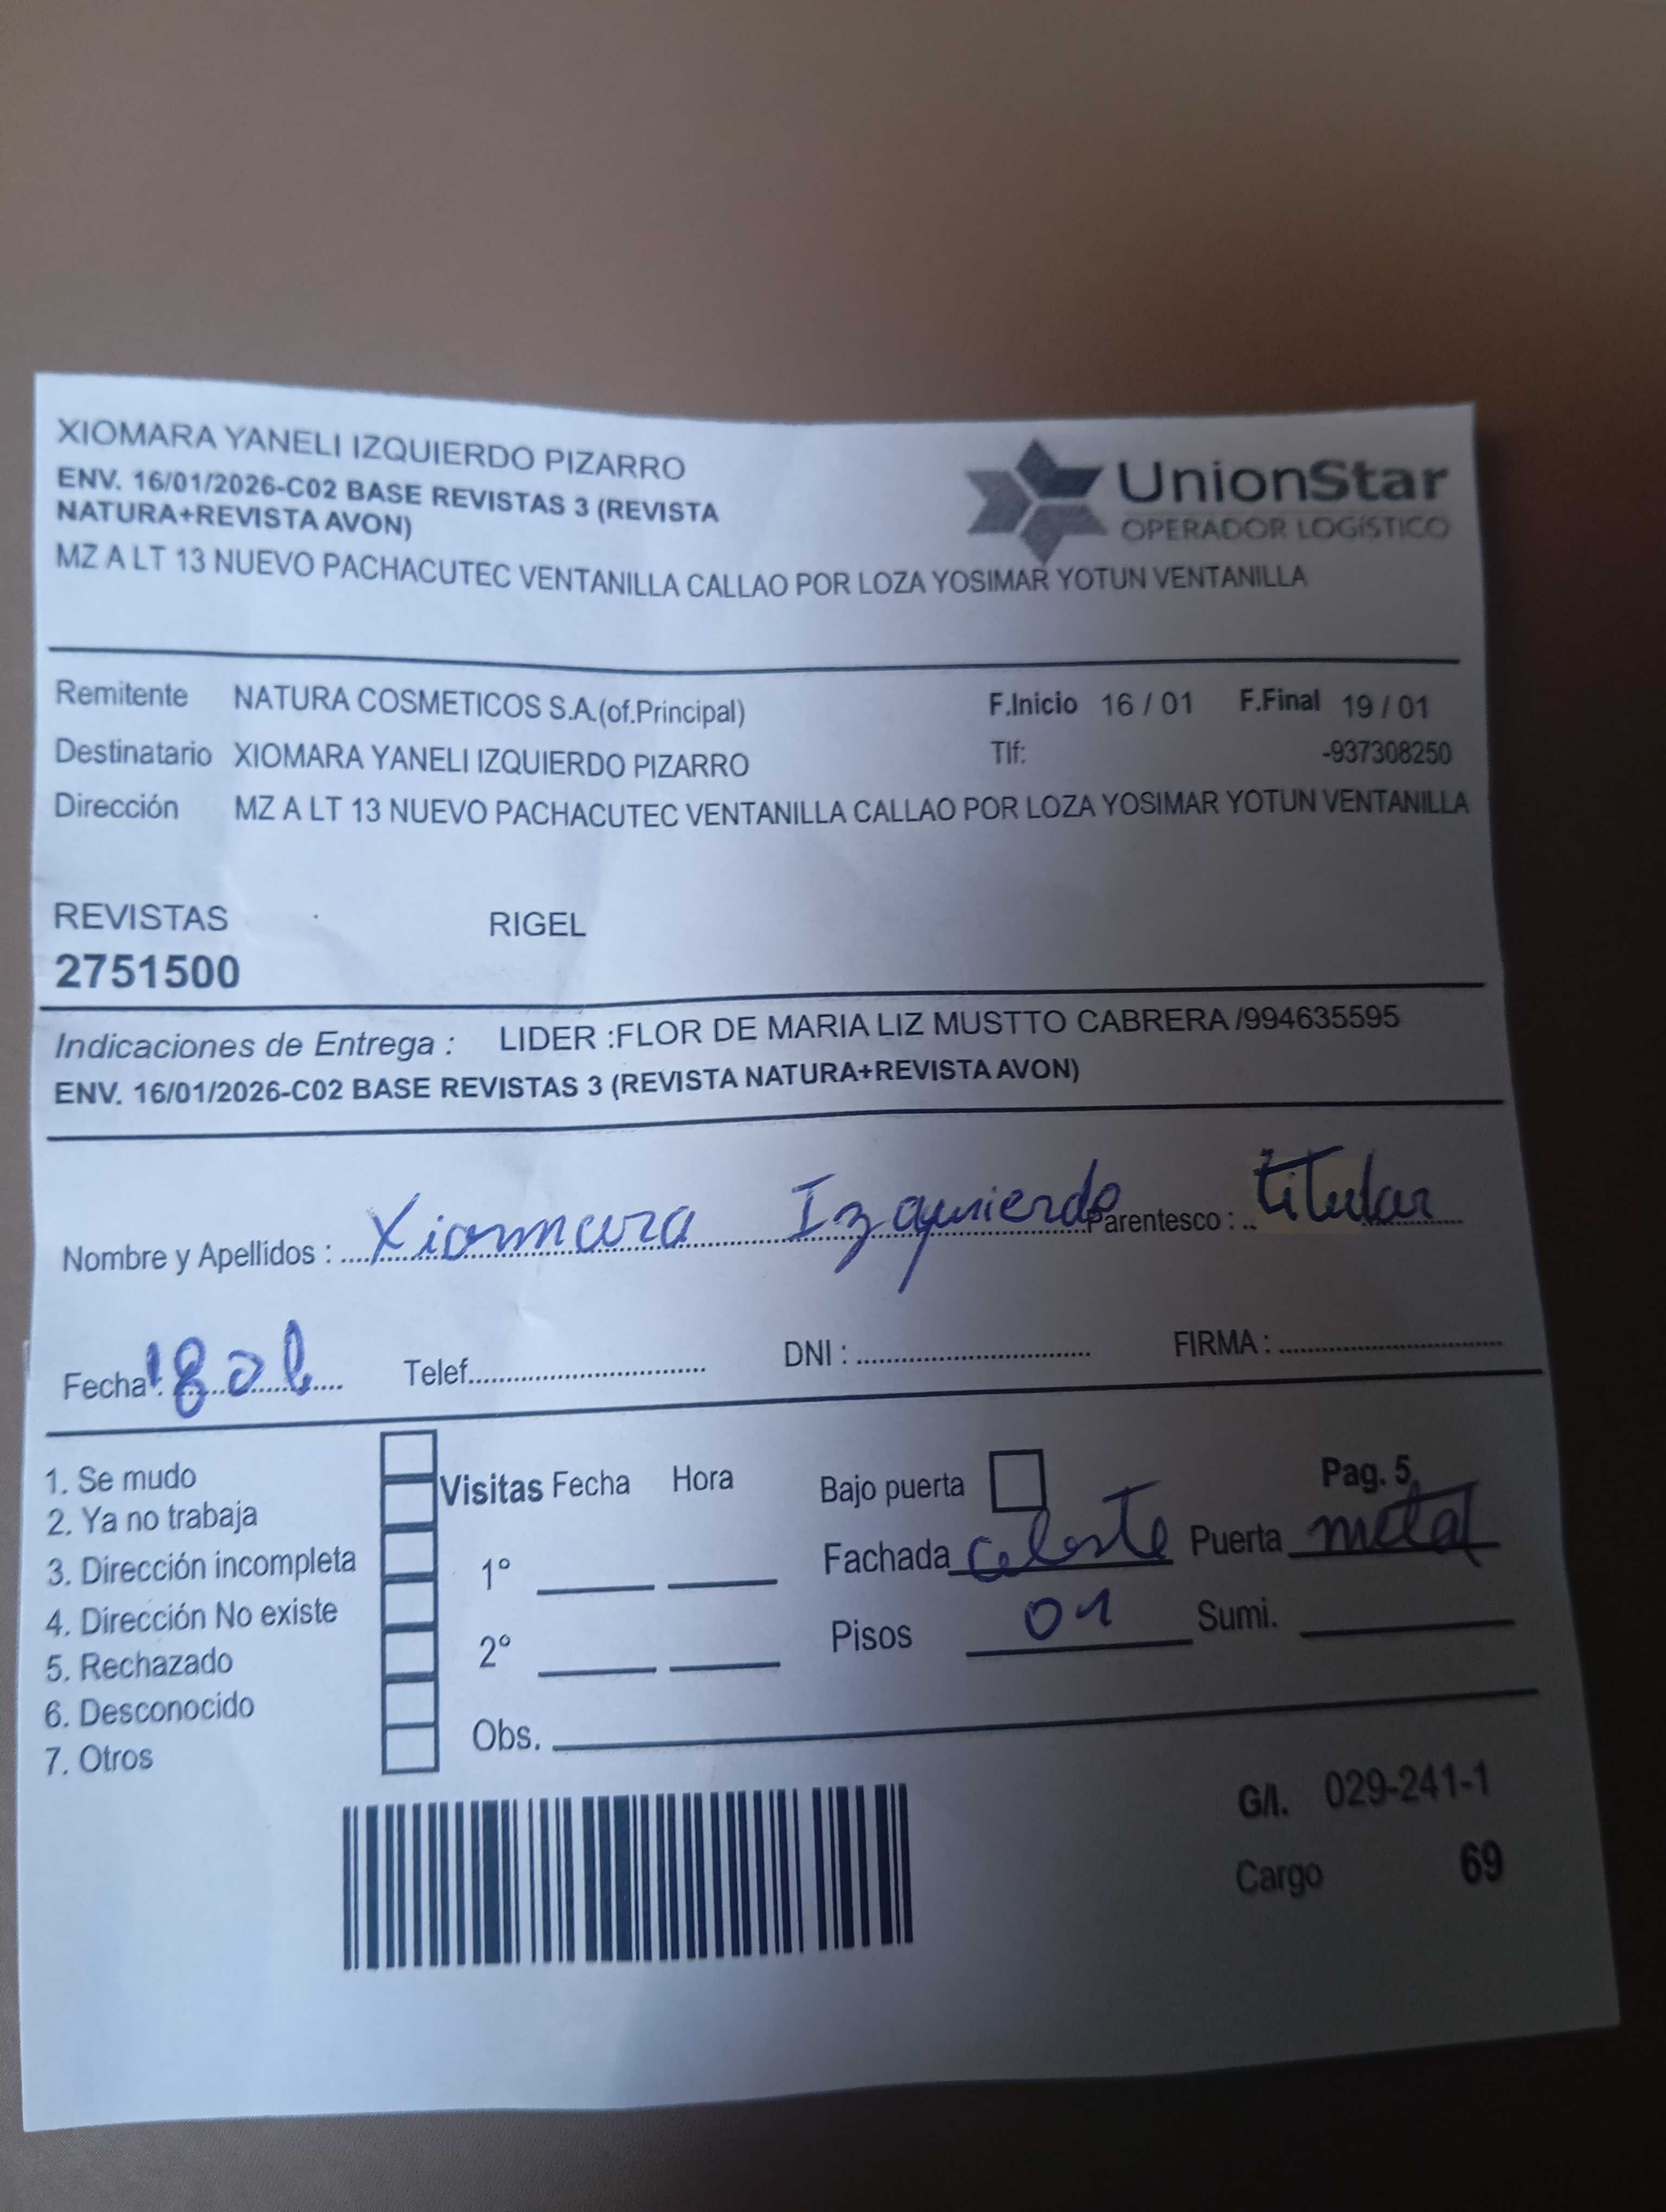 XIOMARA YANELI IZQUIERDO PIZARRO
ENV. 16/01/2026-C02 BASE REVISTAS 3 (REVISTA
NATURA+REVISTA AVON)
UnionStar
OPERADOR LOGÍSTICO
MZ A LT 13 NUEVO PACHACUTEC VENTANILLA CALLAO POR LOZA YOSIMAR YOTUN VENTANILLA
Remitente NATURA COSMETICOS S.A.(of.Principal) F.Inicio 16 / 01 F.Final 19 / 01
Destinatario XIOMARA YANELI IZQUIERDO PIZARRO Tlf: -937308250
Dirección MZ A LT 13 NUEVO PACHACUTEC VENTANILLA CALLAO POR LOZA YOSIMAR YOTUN VENTANILLA
REVISTAS RIGEL
2751500
Indicaciones de Entrega : LIDER :FLOR DE MARIA LIZ MUSTTO CABRERA /994635595
ENV. 16/01/2026-C02 BASE REVISTAS 3 (REVISTA NATURA+REVISTA AVON)
Nombre y Apellidos : Xiomara Izquierdo Parentesco : titular
Fecha : 18 01 Telef. DNI : FIRMA :
1. Se mudo
2. Ya no trabaja
3. Dirección incompleta
4. Dirección No existe
5. Rechazado
6. Desconocido
7. Otros
Visitas Fecha Hora
1°
2°
Obs.
Bajo puerta Pag. 5
Fachada celeste Puerta metal
Pisos 01 Sumi.
G/I. 029-241-1
Cargo 69